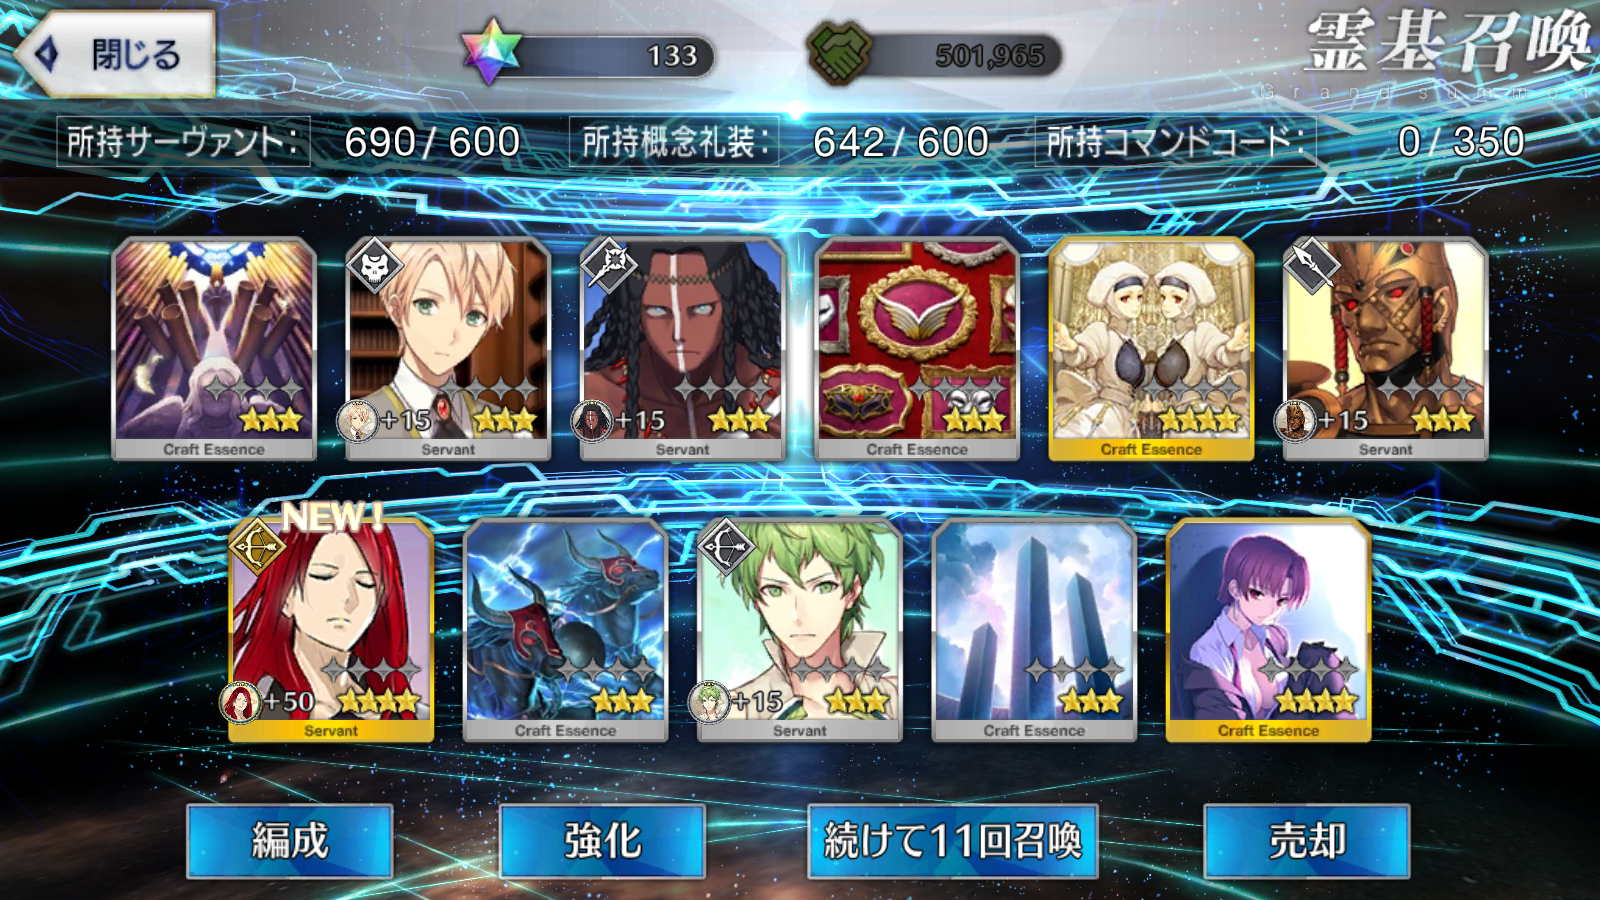 閉じる
133
501,965
霊基召喚
Grand summon
所持サーヴァント:
690/600
所持概念礼装:
642/600
所持コマンドコード:
0/350
Craft Essence
+15
Servant
+15
Servant
Craft Essence
Craft Essence
+15
Servant
NEW!
+50
Servant
Craft Essence
+15
Servant
Craft Essence
Craft Essence
編成
強化
続けて11回召喚
売却